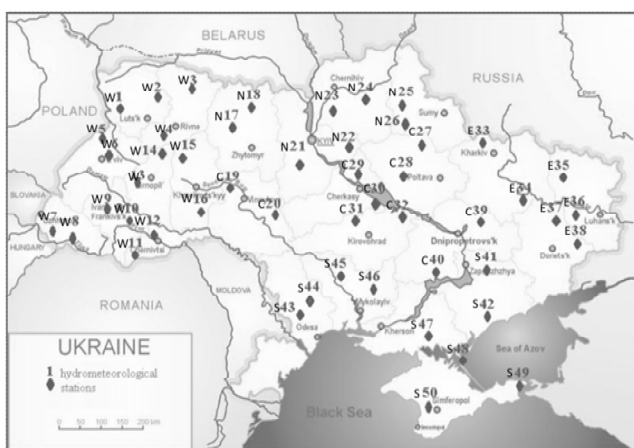 BELARUS
RUSSIA
POLAND
SLOVAKIA
HUNGARY
ROMANIA
MOLDOVA
W1
W2
W3
N18
N17
N23
Chernihiv
N24
N25
Sumy
N26
C27
E33
Kharkiv
Luts'k
Rivne
W4
W5
W6
W14
W15
Zhytomyr
N21
N22
C19
C29
C28
Poltava
Cherkasy
C30
C32
C31
Kirovohrad
C20
W16
W3
W9
W10
W12
W7
W8
W11
E35
E34
E36
Luhans'k
E37
E38
Donets'k
C39
Dnipropetrovs'k
S41
C40
S42
S45
S46
Mykolayiv
S44
S43
Odesa
Kherson
S47
S48
Sea of Azov
S49
S50
Simferopol
Black Sea
UKRAINE
1 hydrometeorological
stations
0 50 100 150 200 km